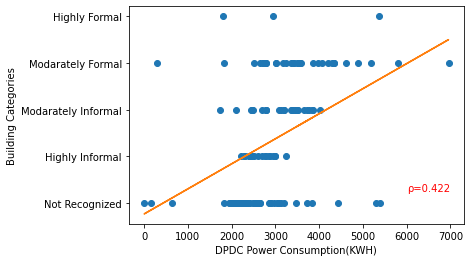 Highly Formal
Modarately Formal
Modarately Informal
Highly Informal
Not Recognized
Building Categories
ρ=0.422
0 1000 2000 3000 4000 5000 6000 7000
DPDC Power Consumption(KWH)